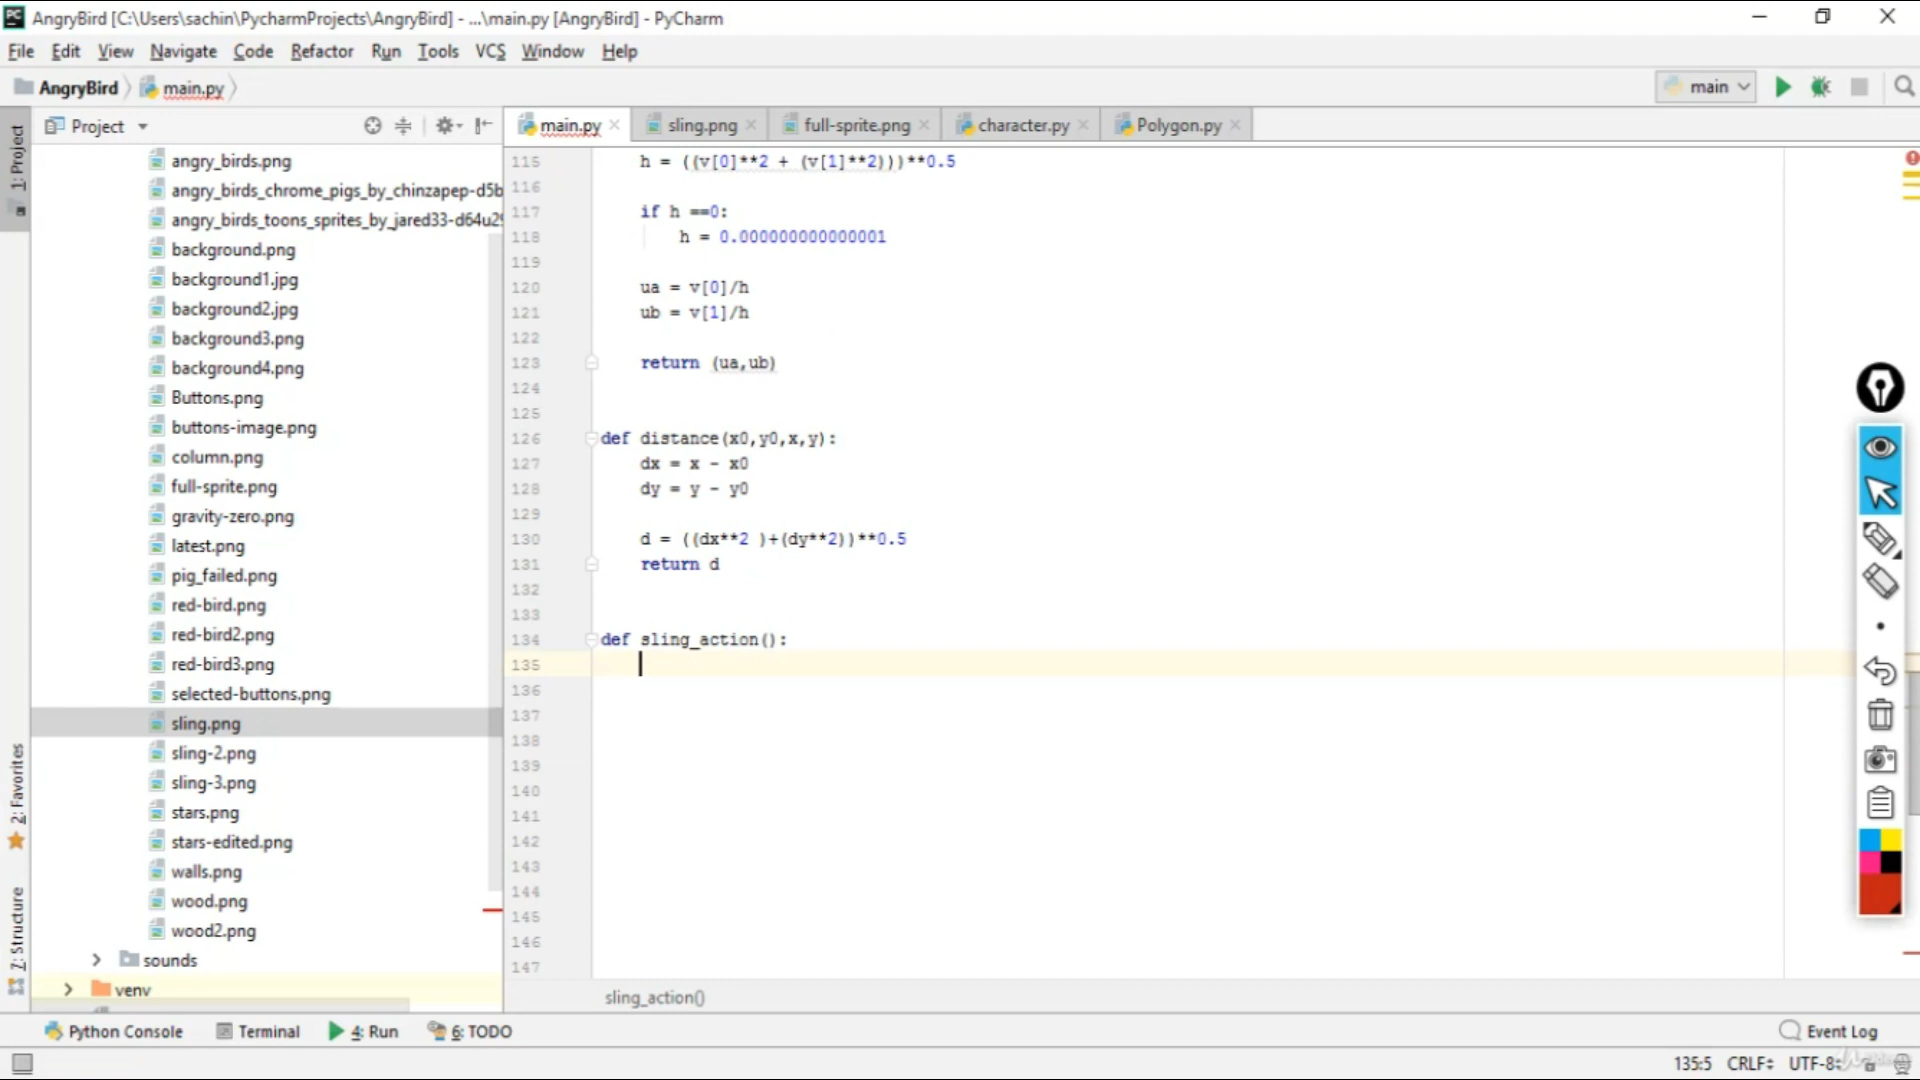 AngryBird [C:\Users\sachin\PycharmProjects\AngryBird] - ...\main.py [AngryBird] - PyCharm
File Edit View Navigate Code Refactor Run Tools VCS Window Help
AngryBird main.py main
Project
main.py sling.png full-sprite.png character.py Polygon.py
1: Project
2: Favorites
7: Structure
angry_birds.png
angry_birds_chrome_pigs_by_chinzapep-d5b
angry_birds_toons_sprites_by_jared33-d64u29
background.png
background1.jpg
background2.jpg
background3.png
background4.png
Buttons.png
buttons-image.png
column.png
full-sprite.png
gravity-zero.png
latest.png
pig_failed.png
red-bird.png
red-bird2.png
red-bird3.png
selected-buttons.png
sling.png
sling-2.png
sling-3.png
stars.png
stars-edited.png
walls.png
wood.png
wood2.png
sounds
venv
115 h = ((v[0]**2 + (v[1]**2)))**0.5
116
117 if h ==0:
118 h = 0.000000000000001
119
120 ua = v[0]/h
121 ub = v[1]/h
122
123 return (ua,ub)
124
125
126 def distance(x0,y0,x,y):
127 dx = x - x0
128 dy = y - y0
129
130 d = ((dx**2 )+(dy**2))**0.5
131 return d
132
133
134 def sling_action():
135
136
137
138
139
140
141
142
143
144
145
146
147
sling_action()
Python Console Terminal 4: Run 6: TODO Event Log
135:5 CRLF UTF-8